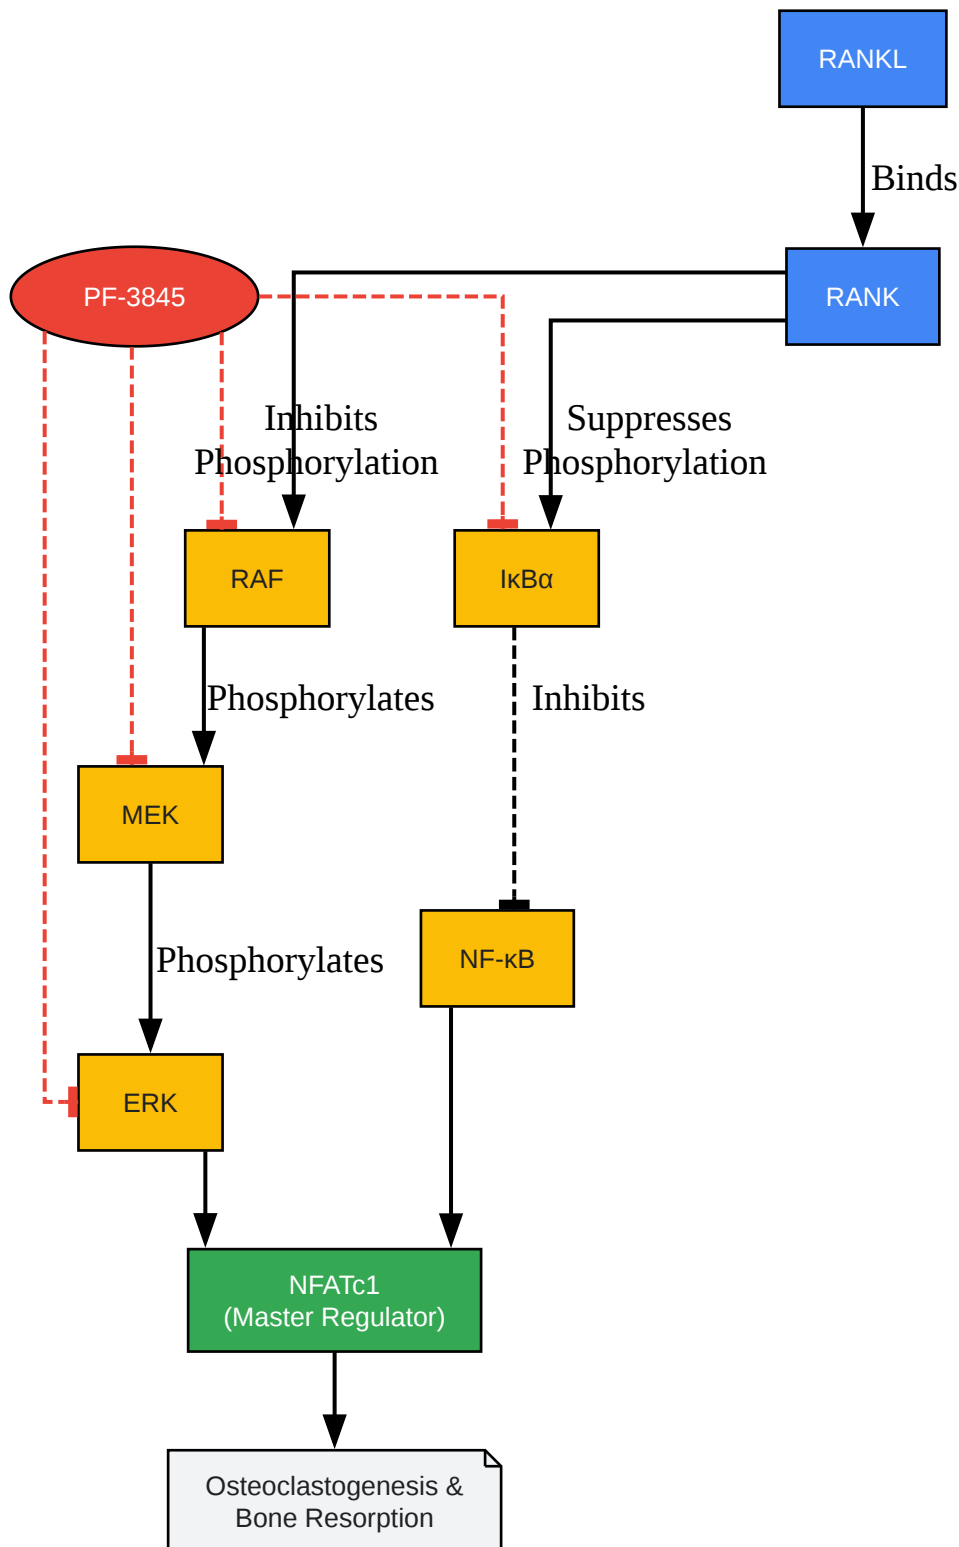 RANKL
Binds
PF-3845
RANK
Inhibits
Phosphorylation
Suppresses
Phosphorylation
RAF
IκBα
Phosphorylates
Inhibits
MEK
NF-κB
Phosphorylates
ERK
NFATc1
(Master Regulator)
Osteoclastogenesis &
Bone Resorption